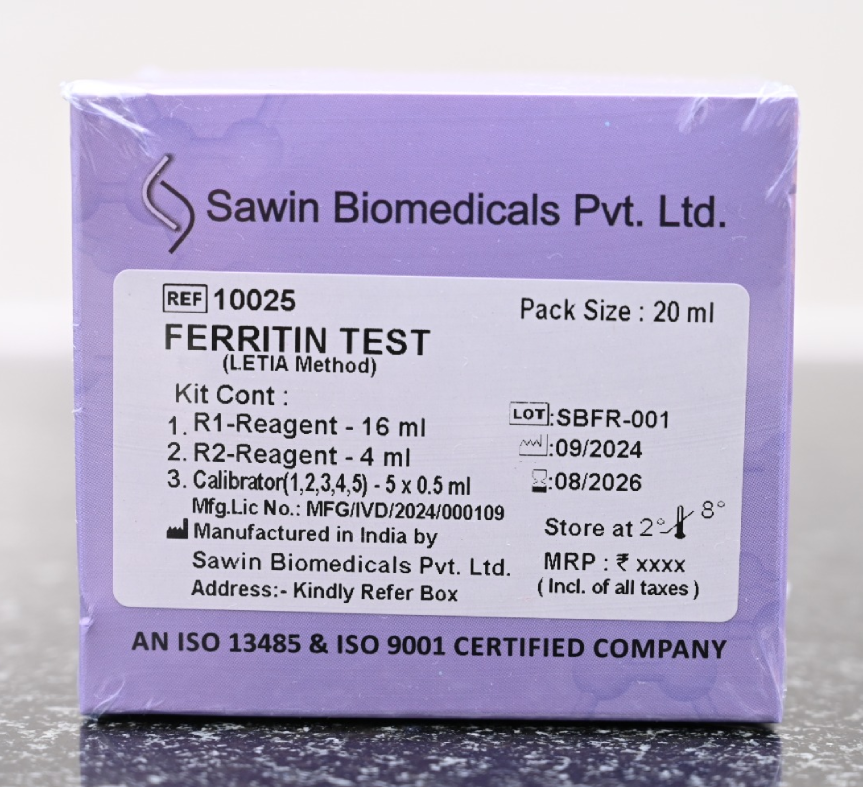 Sawin Biomedicals Pvt. Ltd.
REF 10025
Pack Size : 20 ml
FERRITIN TEST
(LETIA Method)
Kit Cont :
1. R1-Reagent - 16 ml
2. R2-Reagent - 4 ml
3. Calibrator(1,2,3,4,5) - 5 x 0.5 ml
LOT:SBFR-001
:09/2024
:08/2026
Mfg.Lic No.: MFG/IVD/2024/000109
Manufactured in India by
Sawin Biomedicals Pvt. Ltd.
Address:- Kindly Refer Box
Store at 2° 8°
MRP : ₹ xxxx
( Incl. of all taxes )
AN ISO 13485 & ISO 9001 CERTIFIED COMPANY